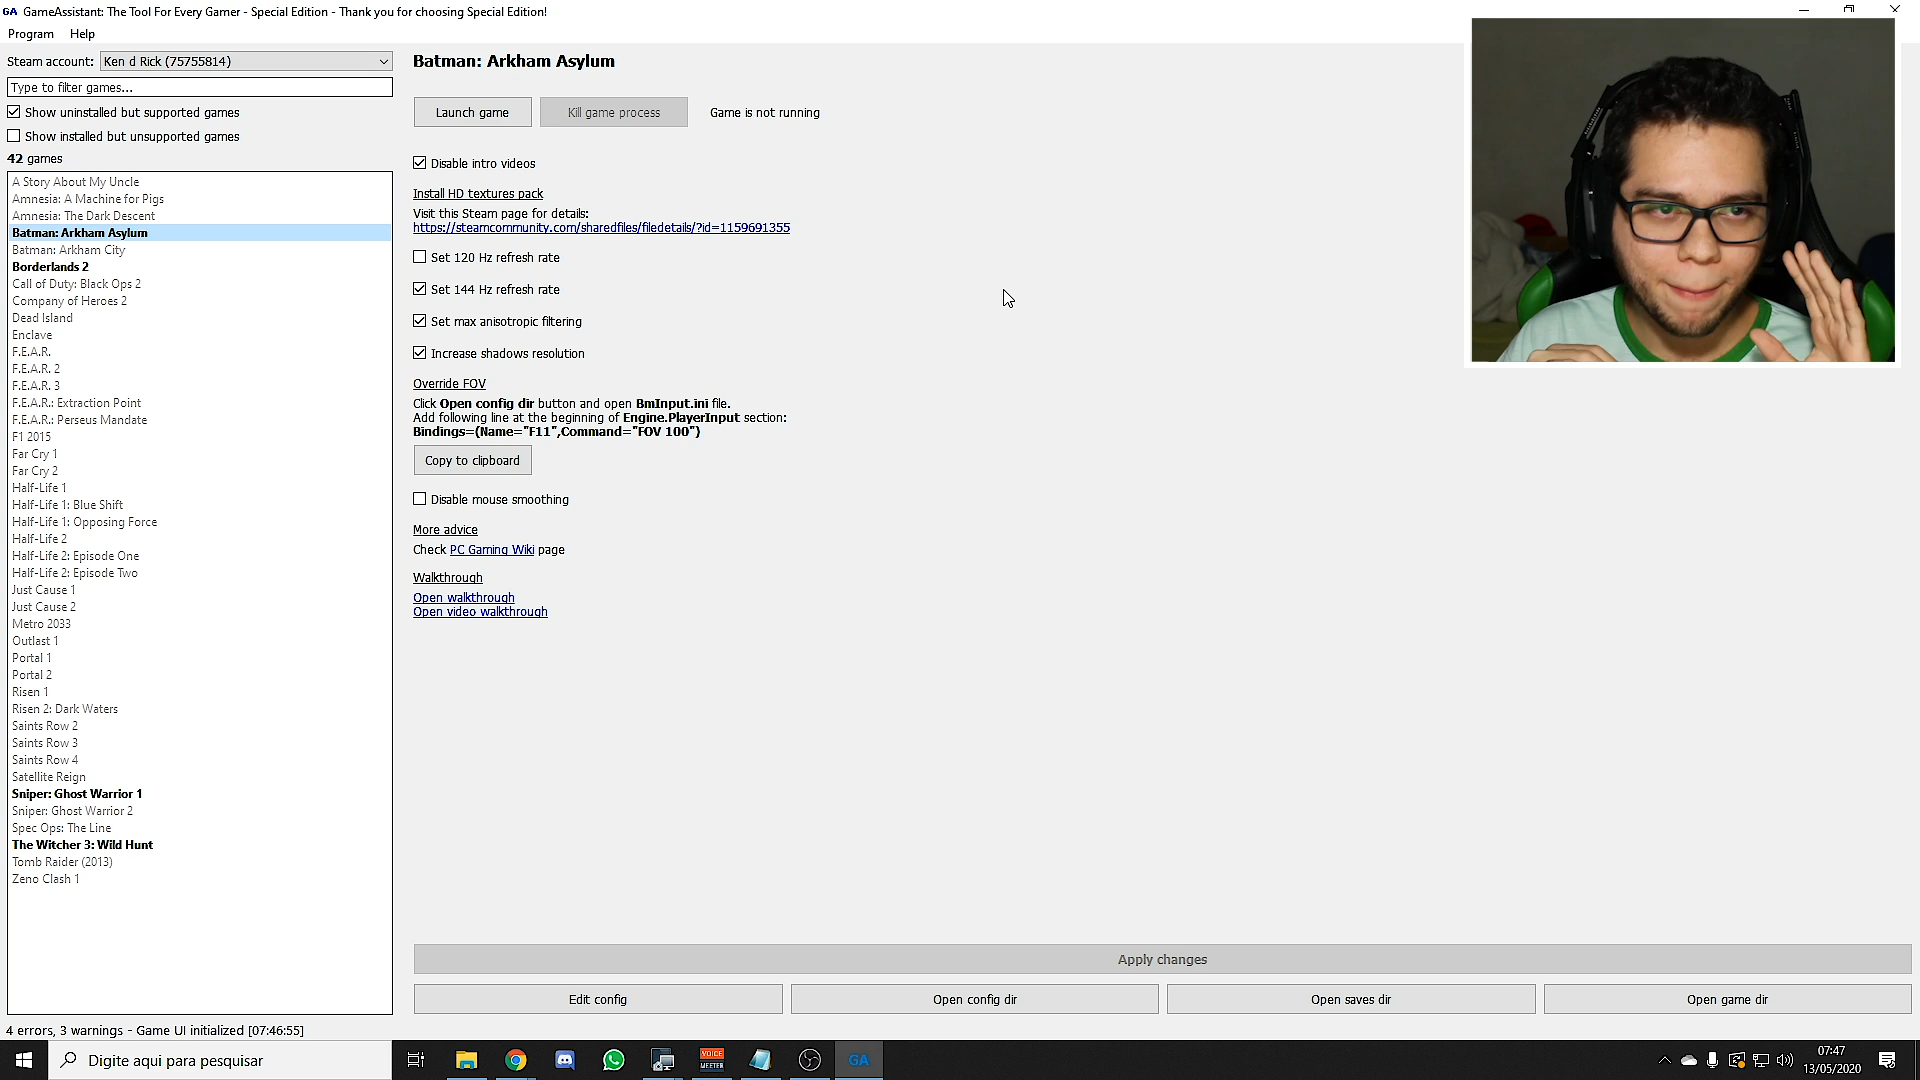 GA GameAssistant: The Tool For Every Gamer - Special Edition - Thank you for choosing Special Edition!
Program Help
Steam account: Ken d Rick (75755814)
Type to filter games...
Show uninstalled but supported games
Show installed but unsupported games
42 games
A Story About My Uncle
Amnesia: A Machine for Pigs
Amnesia: The Dark Descent
Batman: Arkham Asylum
Batman: Arkham City
Borderlands 2
Call of Duty: Black Ops 2
Company of Heroes 2
Dead Island
Enclave
F.E.A.R.
F.E.A.R. 2
F.E.A.R. 3
F.E.A.R.: Extraction Point
F.E.A.R.: Perseus Mandate
F1 2015
Far Cry 1
Far Cry 2
Half-Life 1
Half-Life 1: Blue Shift
Half-Life 1: Opposing Force
Half-Life 2
Half-Life 2: Episode One
Half-Life 2: Episode Two
Just Cause 1
Just Cause 2
Metro 2033
Outlast 1
Portal 1
Portal 2
Risen 1
Risen 2: Dark Waters
Saints Row 2
Saints Row 3
Saints Row 4
Satellite Reign
Sniper: Ghost Warrior 1
Sniper: Ghost Warrior 2
Spec Ops: The Line
The Witcher 3: Wild Hunt
Tomb Raider (2013)
Zeno Clash 1
Batman: Arkham Asylum
Launch game Kill game process Game is not running
Disable intro videos
Install HD textures pack
Visit this Steam page for details:
https://steamcommunity.com/sharedfiles/filedetails/?id=1159691355
Set 120 Hz refresh rate
Set 144 Hz refresh rate
Set max anisotropic filtering
Increase shadows resolution
Override FOV
Click Open config dir button and open BmInput.ini file.
Add following line at the beginning of Engine.PlayerInput section:
Bindings=(Name="F11",Command="FOV 100")
Copy to clipboard
Disable mouse smoothing
More advice
Check PC Gaming Wiki page
Walkthrough
Open walkthrough
Open video walkthrough
Apply changes
Edit config Open config dir Open saves dir Open game dir
4 errors, 3 warnings - Game UI initialized [07:46:55]
Digite aqui para pesquisar
VOICE
MEETER
GA
07:47
13/05/2020